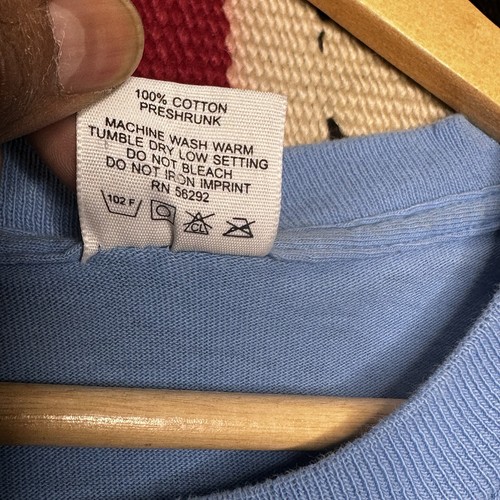 100% COTTON
PRESHRUNK
MACHINE WASH WARM
TUMBLE DRY LOW SETTING
DO NOT BLEACH
DO NOT IRON IMPRINT
RN 56292
102 F
CL